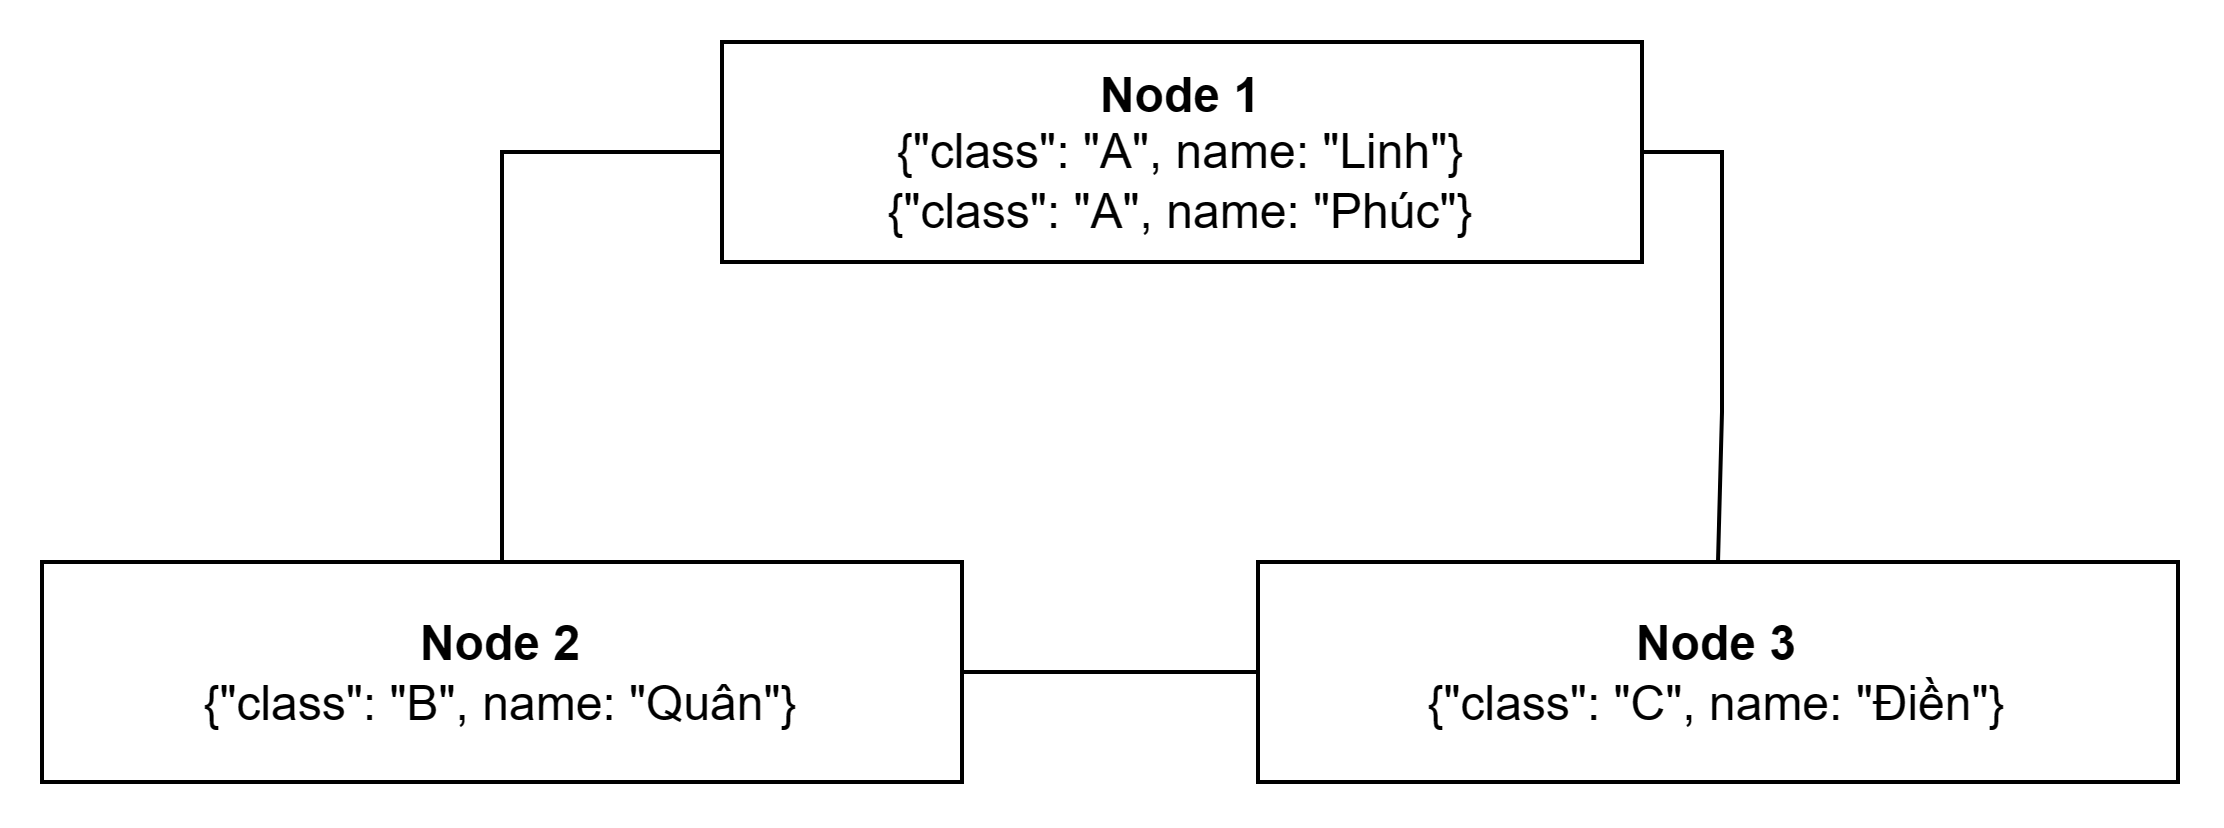 Node 1
{"class": "A", name: "Linh"}
{"class": "A", name: "Phúc"}
Node 2
{"class": "B", name: "Quân"}
Node 3
{"class": "C", name: "Điền"}